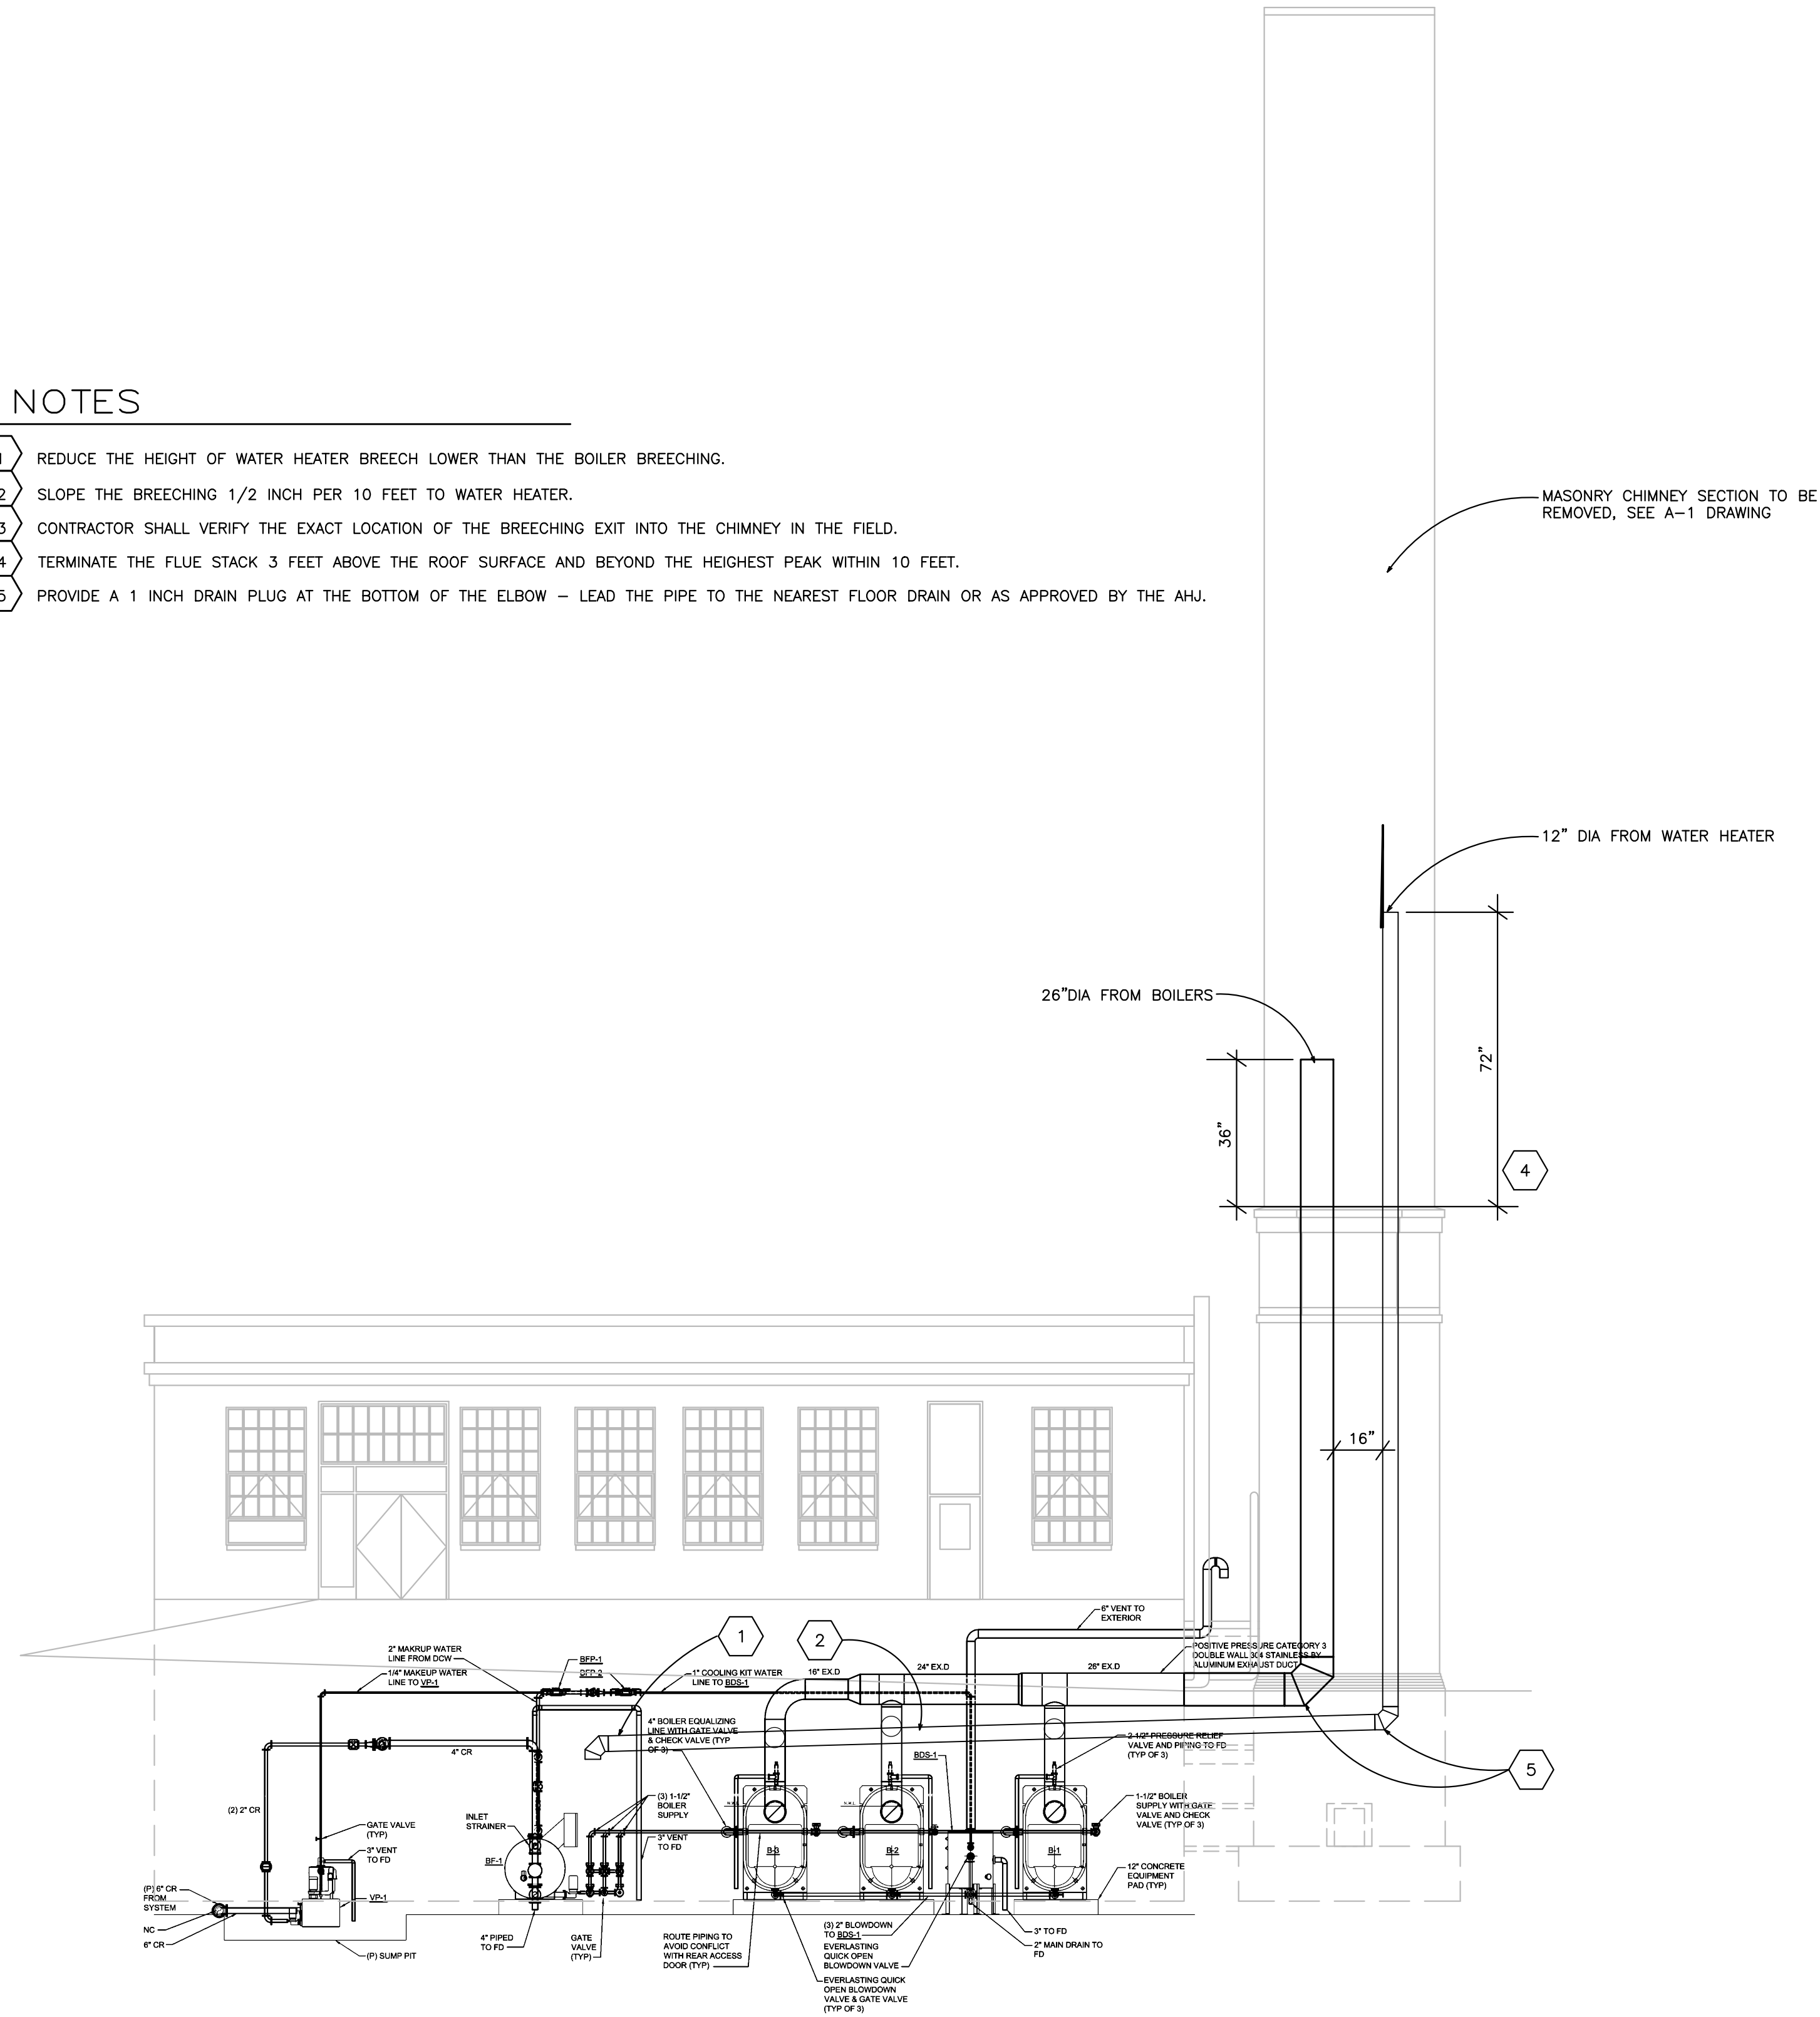 NOTES
1 REDUCE THE HEIGHT OF WATER HEATER BREECH LOWER THAN THE BOILER BREECHING.
2 SLOPE THE BREECHING 1/2 INCH PER 10 FEET TO WATER HEATER.
3 CONTRACTOR SHALL VERIFY THE EXACT LOCATION OF THE BREECHING EXIT INTO THE CHIMNEY IN THE FIELD.
4 TERMINATE THE FLUE STACK 3 FEET ABOVE THE ROOF SURFACE AND BEYOND THE HEIGHEST PEAK WITHIN 10 FEET.
5 PROVIDE A 1 INCH DRAIN PLUG AT THE BOTTOM OF THE ELBOW – LEAD THE PIPE TO THE NEAREST FLOOR DRAIN OR AS APPROVED BY THE AHJ.
MASONRY CHIMNEY SECTION TO BE
REMOVED, SEE A-1 DRAWING
12" DIA FROM WATER HEATER
26"DIA FROM BOILERS
72"
36"
4
16"
6" VENT TO
EXTERIOR
1
2
POSITIVE PRESSURE CATEGORY 3
DOUBLE WALL 304 STAINLESS BY
ALUMINUM EXHAUST DUCT
2" MAKRUP WATER
LINE FROM DCW
1/4" MAKEUP WATER
LINE TO VP-1
BFP-1
BFP-2
1" COOLING KIT WATER
LINE TO BDS-1
16" EX.D
24" EX.D
26" EX.D
4" BOILER EQUALIZING
LINE WITH GATE VALVE
& CHECK VALVE (TYP
OF 3)
4" CR
BDS-1
2-1/2" PRESSURE RELIEF
VALVE AND PIPING TO FD
(TYP OF 3)
5
(2) 2" CR
GATE VALVE
(TYP)
3" VENT
TO FD
INLET
STRAINER
(3) 1-1/2"
BOILER
SUPPLY
3" VENT
TO FD
N.W.L.
N.W.L.
1-1/2" BOILER
SUPPLY WITH GATE
VALVE AND CHECK
VALVE (TYP OF 3)
BF-1
B-3
B-2
B-1
12" CONCRETE
EQUIPMENT
PAD (TYP)
(P) 6" CR
FROM
SYSTEM
VP-1
NC
6" CR
(P) SUMP PIT
4" PIPED
TO FD
GATE
VALVE
(TYP)
ROUTE PIPING TO
AVOID CONFLICT
WITH REAR ACCESS
DOOR (TYP)
(3) 2" BLOWDOWN
TO BDS-1
EVERLASTING
QUICK OPEN
BLOWDOWN VALVE
EVERLASTING QUICK
OPEN BLOWDOWN
VALVE & GATE VALVE
(TYP OF 3)
3" TO FD
2" MAIN DRAIN TO
FD